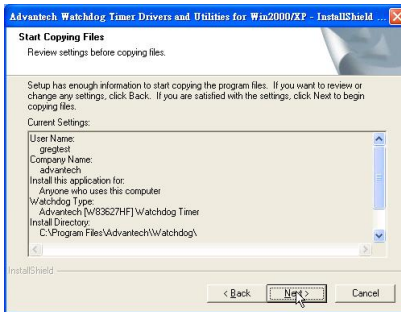 Advantech Watchdog Timer Drivers and Utilities for Win2000/XP - InstallShield ...
Start Copying Files
Review settings before copying files.
Setup has enough information to start copying the program files. If you want to review or
change any settings, click Back. If you are satisfied with the settings, click Next to begin
copying files.
Current Settings:
User Name:
gregtest
Company Name:
advantech
Install this application for:
Anyone who uses this computer
Watchdog Type:
Advantech [W83627HF] Watchdog Timer
Install Directory:
C:\Program Files\Advantech\Watchdog\
InstallShield
< Back
Next >
Cancel